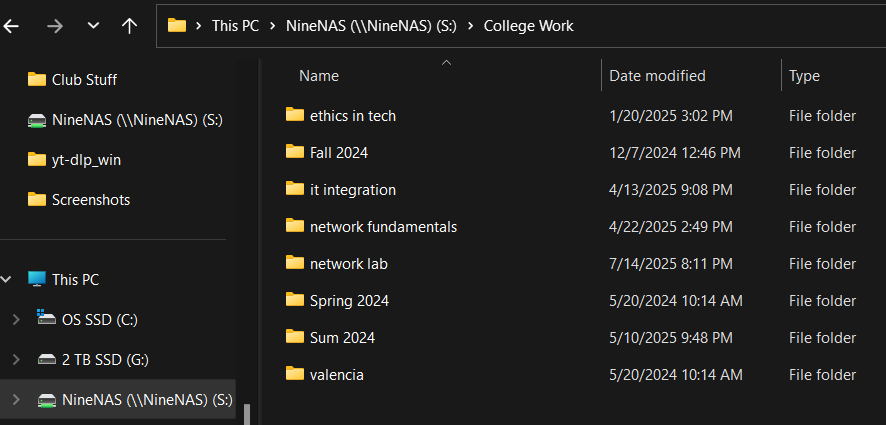 This PC > NineNAS (\\NineNAS) (S:) > College Work
Club Stuff
NineNAS (\\NineNAS) (S:)
yt-dlp_win
Screenshots
This PC
OS SSD (C:)
2 TB SSD (G:)
NineNAS (\\NineNAS) (S:)
Name Date modified Type
ethics in tech 1/20/2025 3:02 PM File folder
Fall 2024 12/7/2024 12:46 PM File folder
it integration 4/13/2025 9:08 PM File folder
network fundamentals 4/22/2025 2:49 PM File folder
network lab 7/14/2025 8:11 PM File folder
Spring 2024 5/20/2024 10:14 AM File folder
Sum 2024 5/10/2025 9:48 PM File folder
valencia 5/20/2024 10:14 AM File folder